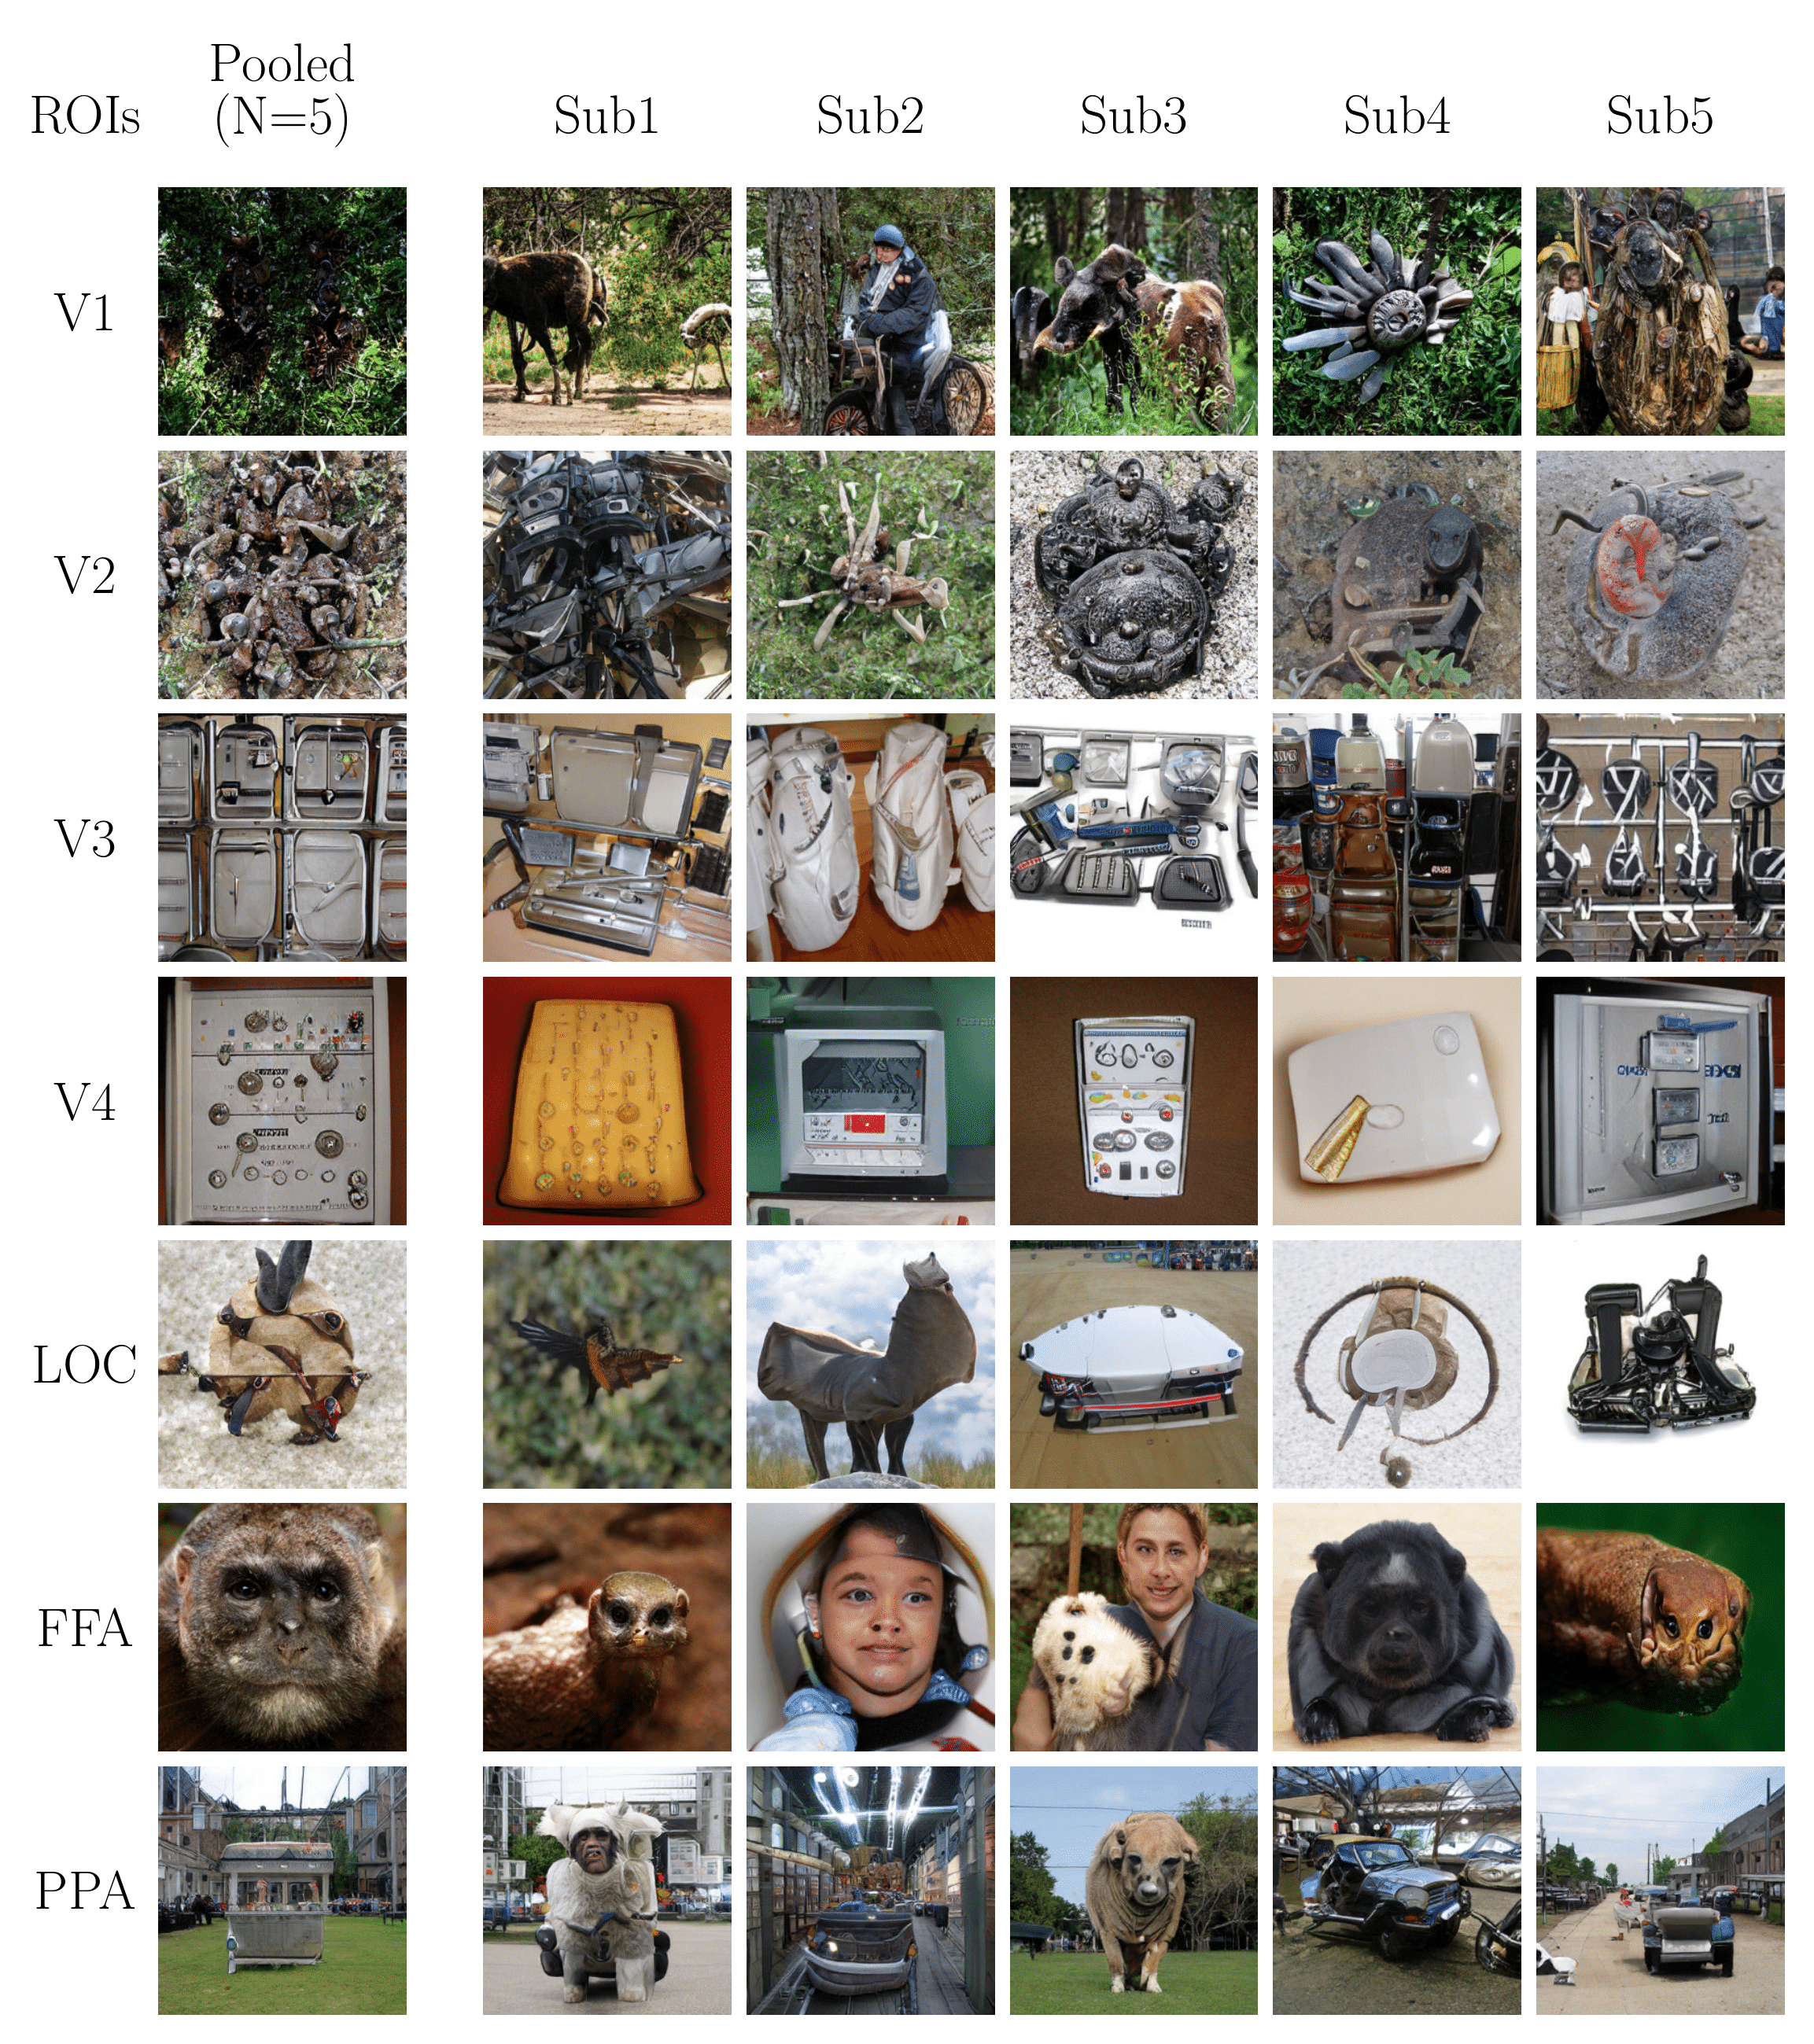 Pooled
ROIs (N=5) Sub1 Sub2 Sub3 Sub4 Sub5
V1
V2
V3
V4
LOC
FFA
PPA